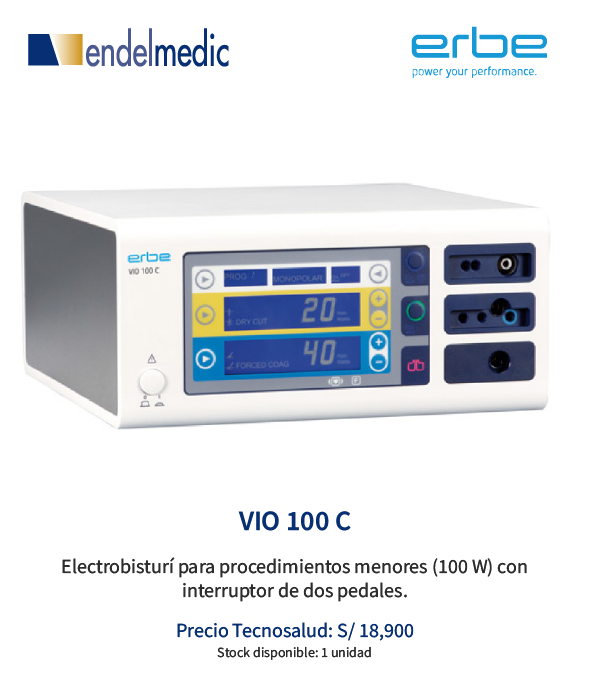 endelmedic
erbe
power your performance.
erbe
VIO 100 C
PROG
MONOPOLAR
20
DRY CUT
40
FORCED COAG
VIO 100 C
Electrobisturí para procedimientos menores (100 W) con
interruptor de dos pedales.
Precio Tecnosalud: S/ 18,900
Stock disponible: 1 unidad